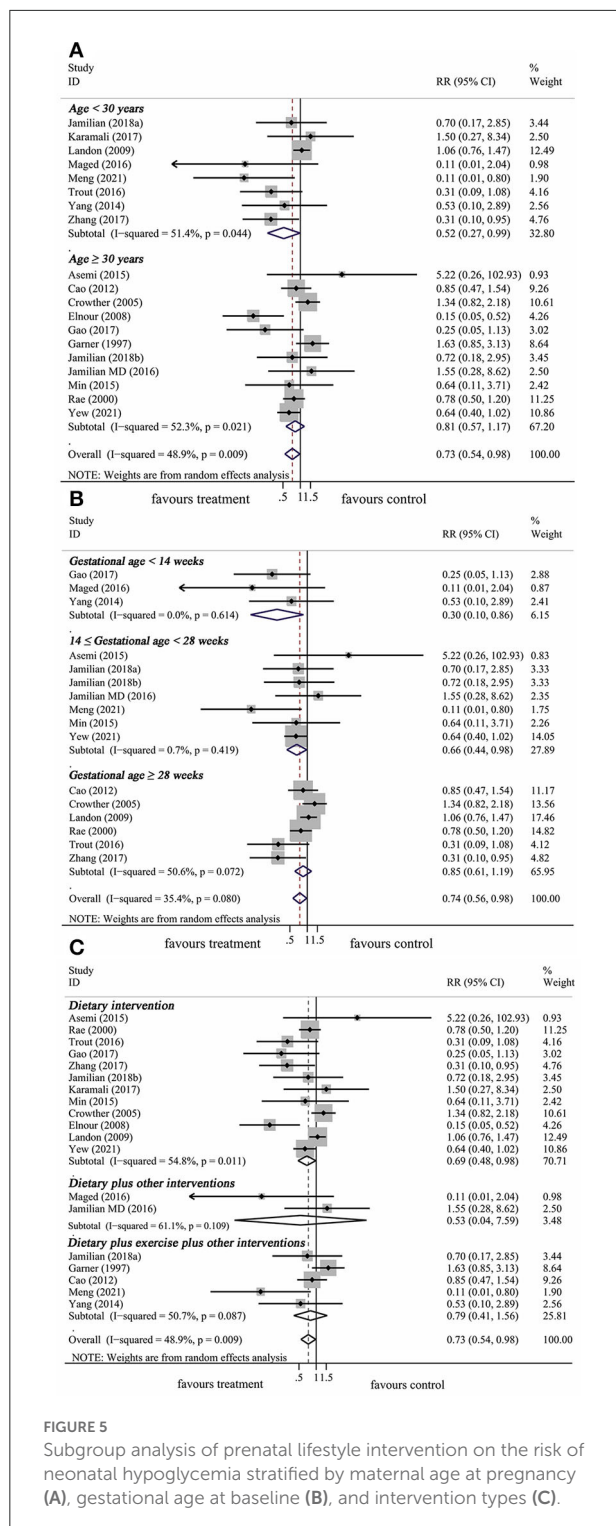 A
Study %
ID RR (95% CI) Weight
Age < 30 years
Jamilian (2018a) 0.70 (0.17, 2.85) 3.44
Karamali (2017) 1.50 (0.27, 8.34) 2.50
Landon (2009) 1.06 (0.76, 1.47) 12.49
Maged (2016) 0.11 (0.01, 2.04) 0.98
Meng (2021) 0.11 (0.01, 0.80) 1.90
Trout (2016) 0.31 (0.09, 1.08) 4.16
Yang (2014) 0.53 (0.10, 2.89) 2.56
Zhang (2017) 0.31 (0.10, 0.95) 4.76
Subtotal (I−squared = 51.4%, p = 0.044) 0.52 (0.27, 0.99) 32.80
.
Age ≥ 30 years
Asemi (2015) 5.22 (0.26, 102.93) 0.93
Cao (2012) 0.85 (0.47, 1.54) 9.26
Crowther (2005) 1.34 (0.82, 2.18) 10.61
Elnour (2008) 0.15 (0.05, 0.52) 4.26
Gao (2017) 0.25 (0.05, 1.13) 3.02
Garner (1997) 1.63 (0.85, 3.13) 8.64
Jamilian (2018b) 0.72 (0.18, 2.95) 3.45
Jamilian MD (2016) 1.55 (0.28, 8.62) 2.50
Min (2015) 0.64 (0.11, 3.71) 2.42
Rae (2000) 0.78 (0.50, 1.20) 11.25
Yew (2021) 0.64 (0.40, 1.02) 10.86
Subtotal (I−squared = 52.3%, p = 0.021) 0.81 (0.57, 1.17) 67.20
.
Overall (I−squared = 48.9%, p = 0.009) 0.73 (0.54, 0.98) 100.00
NOTE: Weights are from random effects analysis
favours treatment .5 1 1.5 favours control
B
Study %
ID RR (95% CI) Weight
Gestational age < 14 weeks
Gao (2017) 0.25 (0.05, 1.13) 2.88
Maged (2016) 0.11 (0.01, 2.04) 0.87
Yang (2014) 0.53 (0.10, 2.89) 2.41
Subtotal (I−squared = 0.0%, p = 0.614) 0.30 (0.10, 0.86) 6.15
.
14 ≤ Gestational age < 28 weeks
Asemi (2015) 5.22 (0.26, 102.93) 0.83
Jamilian (2018a) 0.70 (0.17, 2.85) 3.33
Jamilian (2018b) 0.72 (0.18, 2.95) 3.33
Jamilian MD (2016) 1.55 (0.28, 8.62) 2.35
Meng (2021) 0.11 (0.01, 0.80) 1.75
Min (2015) 0.64 (0.11, 3.71) 2.26
Yew (2021) 0.64 (0.40, 1.02) 14.05
Subtotal (I−squared = 0.7%, p = 0.419) 0.66 (0.44, 0.98) 27.89
.
Gestational age ≥ 28 weeks
Cao (2012) 0.85 (0.47, 1.54) 11.17
Crowther (2005) 1.34 (0.82, 2.18) 13.56
Landon (2009) 1.06 (0.76, 1.47) 17.46
Rae (2000) 0.78 (0.50, 1.20) 14.82
Trout (2016) 0.31 (0.09, 1.08) 4.12
Zhang (2017) 0.31 (0.10, 0.95) 4.82
Subtotal (I−squared = 50.6%, p = 0.072) 0.85 (0.61, 1.19) 65.95
.
Overall (I−squared = 35.4%, p = 0.080) 0.74 (0.56, 0.98) 100.00
NOTE: Weights are from random effects analysis
favours treatment .5 1 1.5 favours control
C
Study %
ID RR (95% CI) Weight
Dietary intervention
Asemi (2015) 5.22 (0.26, 102.93) 0.93
Rae (2000) 0.78 (0.50, 1.20) 11.25
Trout (2016) 0.31 (0.09, 1.08) 4.16
Gao (2017) 0.25 (0.05, 1.13) 3.02
Zhang (2017) 0.31 (0.10, 0.95) 4.76
Jamilian (2018b) 0.72 (0.18, 2.95) 3.45
Karamali (2017) 1.50 (0.27, 8.34) 2.50
Min (2015) 0.64 (0.11, 3.71) 2.42
Crowther (2005) 1.34 (0.82, 2.18) 10.61
Elnour (2008) 0.15 (0.05, 0.52) 4.26
Landon (2009) 1.06 (0.76, 1.47) 12.49
Yew (2021) 0.64 (0.40, 1.02) 10.86
Subtotal (I−squared = 54.8%, p = 0.011) 0.69 (0.48, 0.98) 70.71
.
Dietary plus other interventions
Maged (2016) 0.11 (0.01, 2.04) 0.98
Jamilian MD (2016) 1.55 (0.28, 8.62) 2.50
Subtotal (I−squared = 61.1%, p = 0.109) 0.53 (0.04, 7.59) 3.48
.
Dietary plus exercise plus other interventions
Jamilian (2018a) 0.70 (0.17, 2.85) 3.44
Garner (1997) 1.63 (0.85, 3.13) 8.64
Cao (2012) 0.85 (0.47, 1.54) 9.26
Meng (2021) 0.11 (0.01, 0.80) 1.90
Yang (2014) 0.53 (0.10, 2.89) 2.56
Subtotal (I−squared = 50.7%, p = 0.087) 0.79 (0.41, 1.56) 25.81
.
Overall (I−squared = 48.9%, p = 0.009) 0.73 (0.54, 0.98) 100.00
NOTE: Weights are from random effects analysis
favours treatment .5 1 1.5 favours control
FIGURE 5
Subgroup analysis of prenatal lifestyle intervention on the risk of
neonatal hypoglycemia stratified by maternal age at pregnancy
(A), gestational age at baseline (B), and intervention types (C).